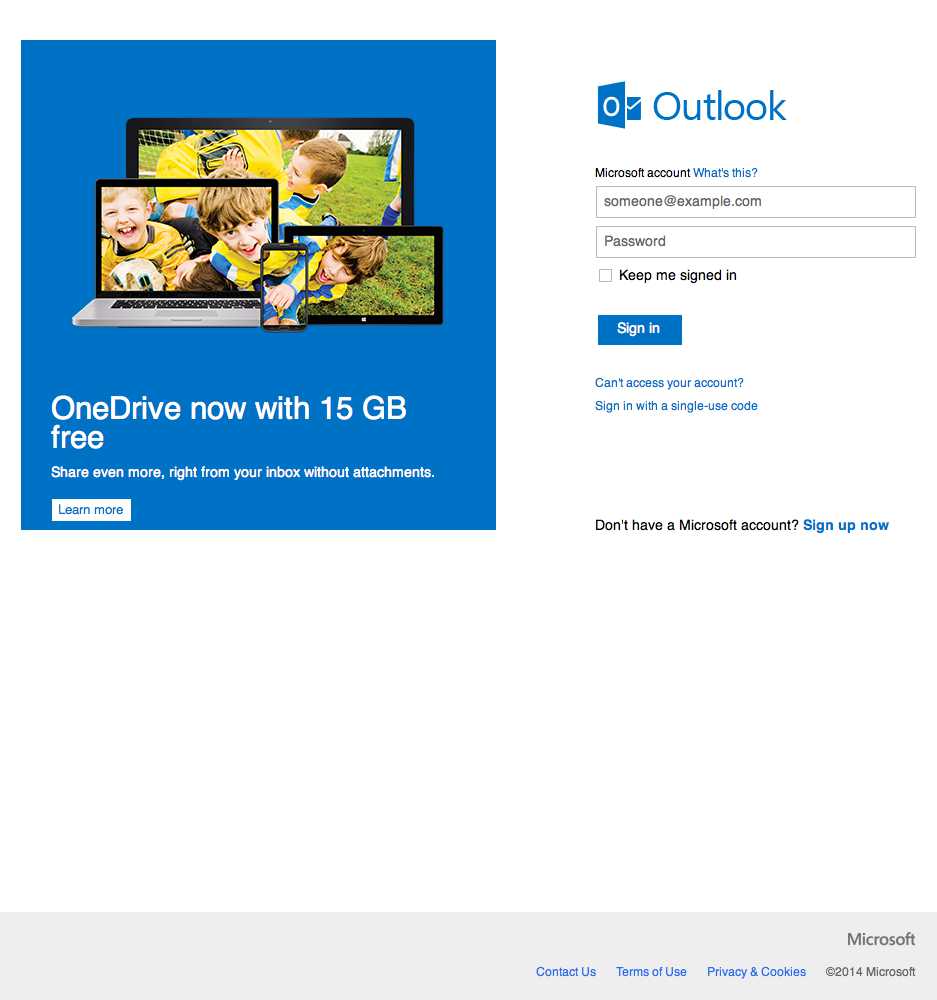 OneDrive now with 15 GB
free
Share even more, right from your inbox without attachments.
Learn more
Outlook
Microsoft account What's this?
someone@example.com
Password
Keep me signed in
Sign in
Can't access your account?
Sign in with a single-use code
Don't have a Microsoft account? Sign up now
Microsoft
Contact Us Terms of Use Privacy & Cookies ©2014 Microsoft